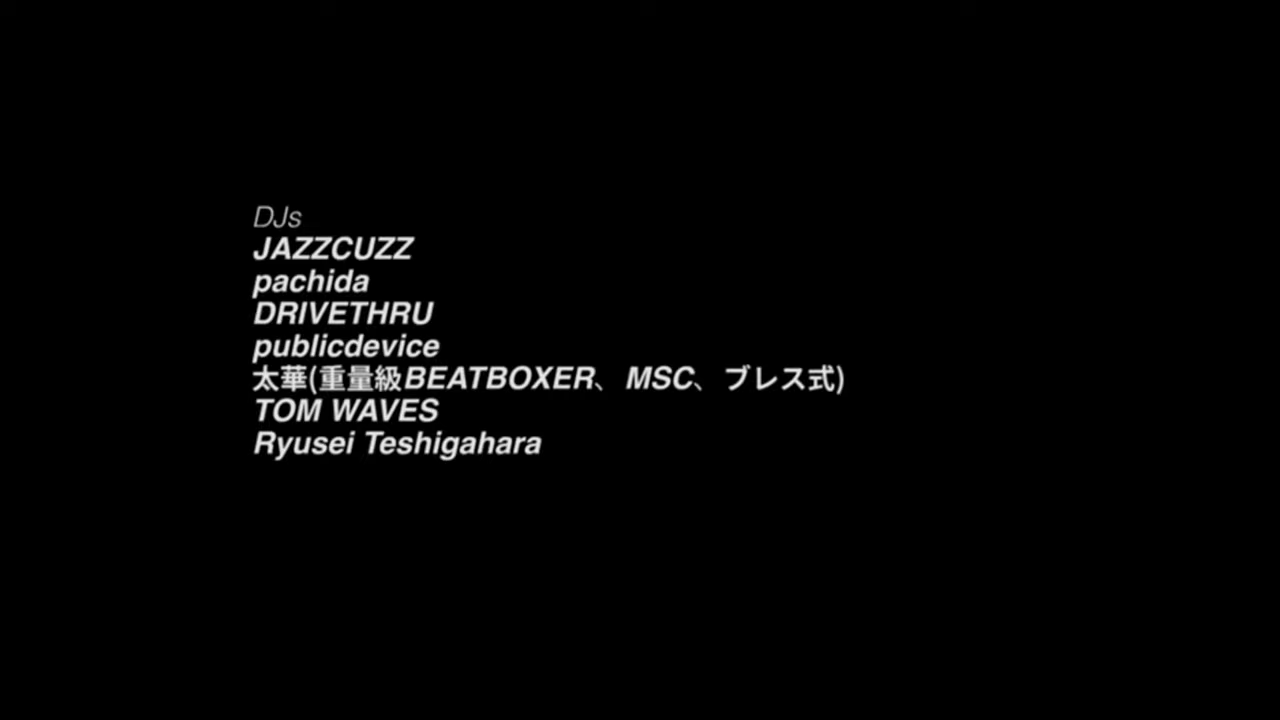 DJs
JAZZCUZZ
pachida
DRIVETHRU
publicdevice
太華(重量級BEATBOXER、MSC、ブレス式)
TOM WAVES
Ryusei Teshigahara